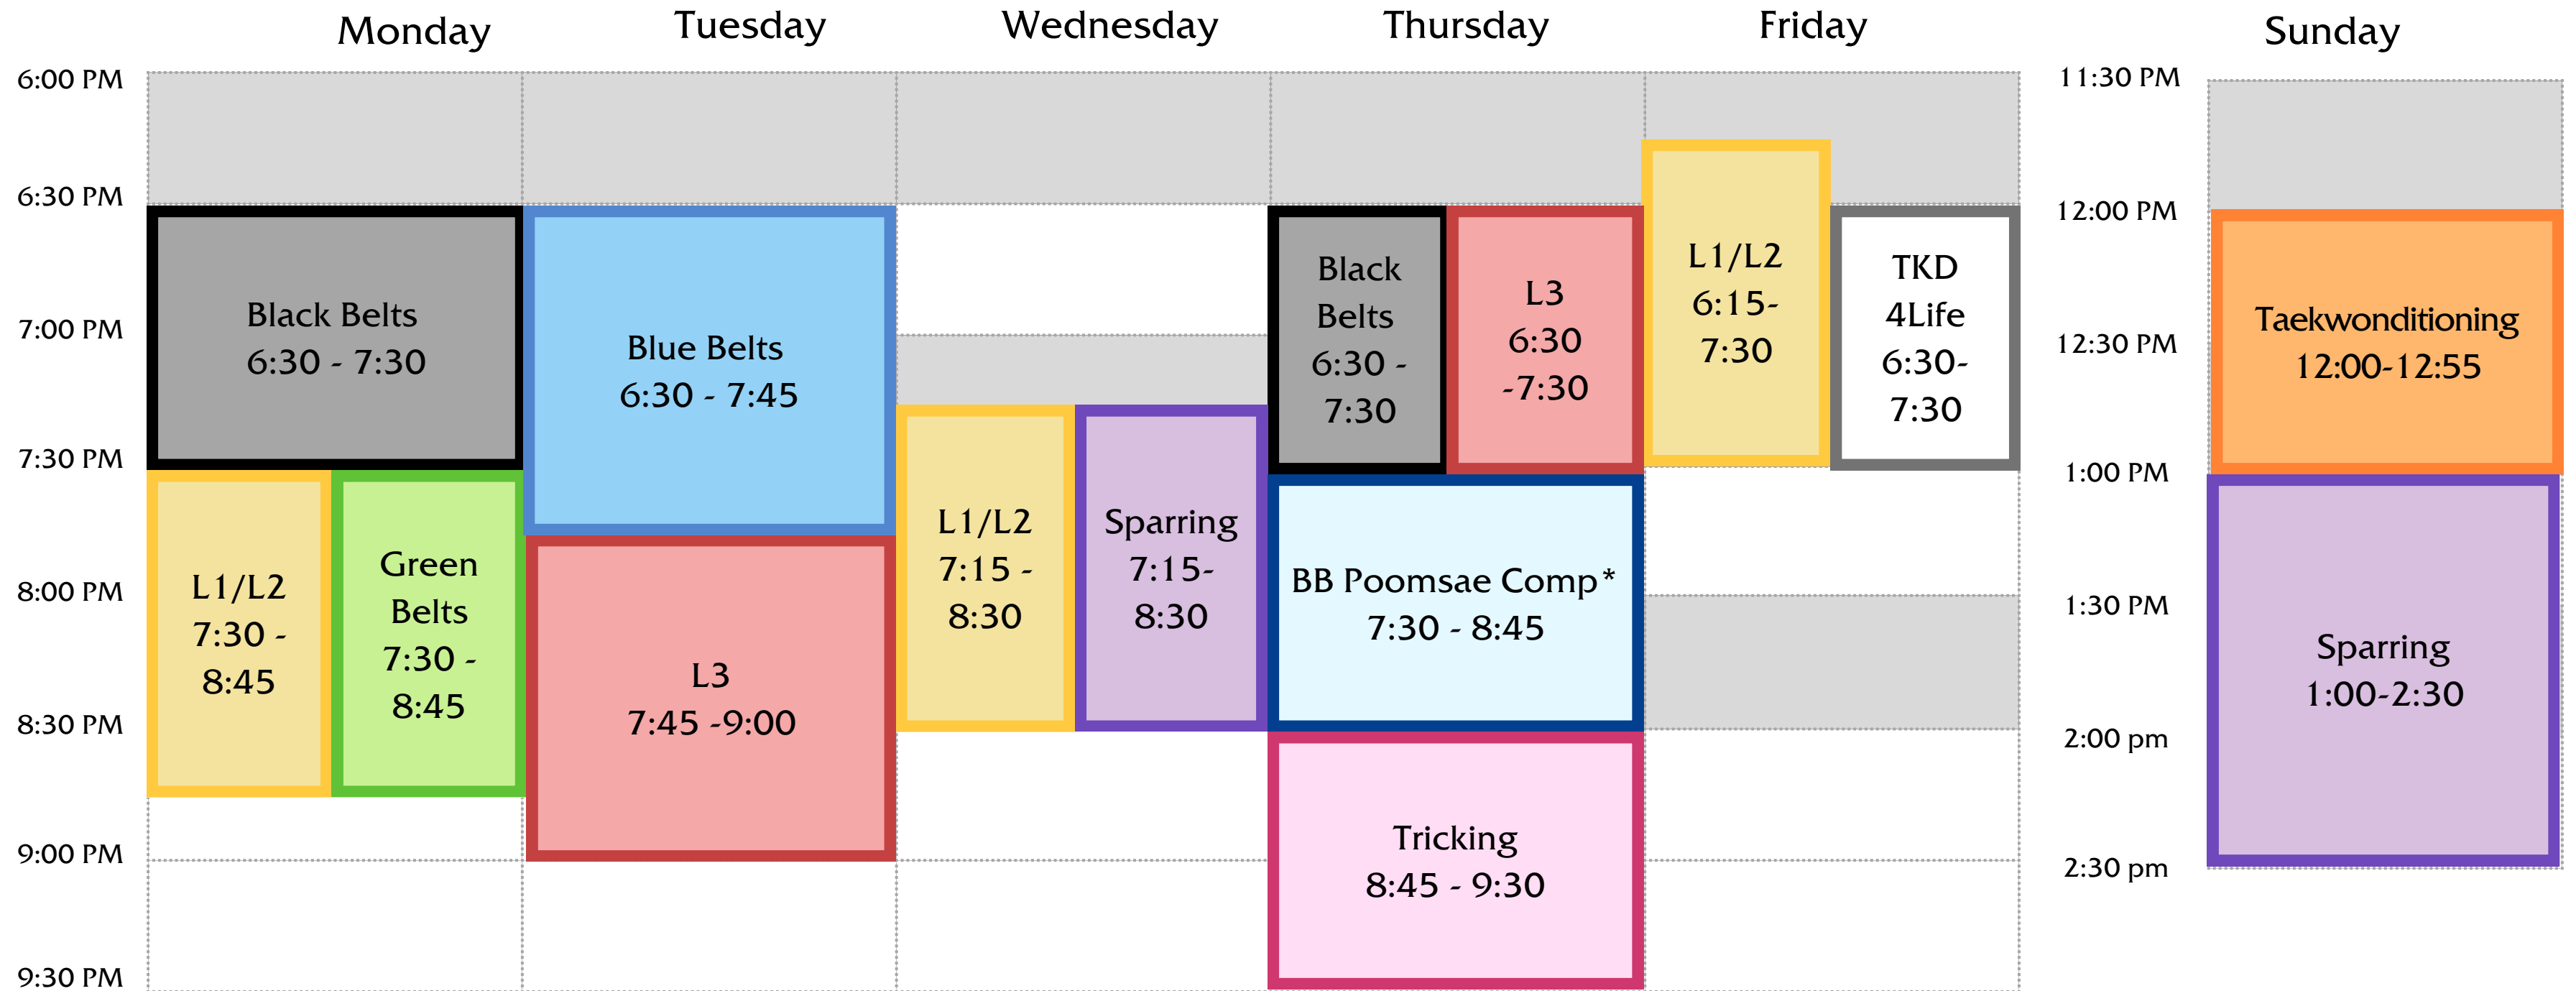 Monday
Tuesday
Wednesday
Thursday
Friday
Sunday
6:00 PM
6:30 PM
7:00 PM
7:30 PM
8:00 PM
8:30 PM
9:00 PM
9:30 PM
Black Belts
6:30 - 7:30
L1/L2
7:30 -
8:45
Green
Belts
7:30 -
8:45
Blue Belts
6:30 - 7:45
L3
7:45 -9:00
L1/L2
7:15 -
8:30
Sparring
7:15-
8:30
Black
Belts
6:30 -
7:30
L3
6:30
-7:30
BB Poomsae Comp*
7:30 - 8:45
Tricking
8:45 - 9:30
L1/L2
6:15-
7:30
TKD
4Life
6:30-
7:30
11:30 PM
12:00 PM
12:30 PM
1:00 PM
1:30 PM
2:00 pm
2:30 pm
Taekwonditioning
12:00-12:55
Sparring
1:00-2:30